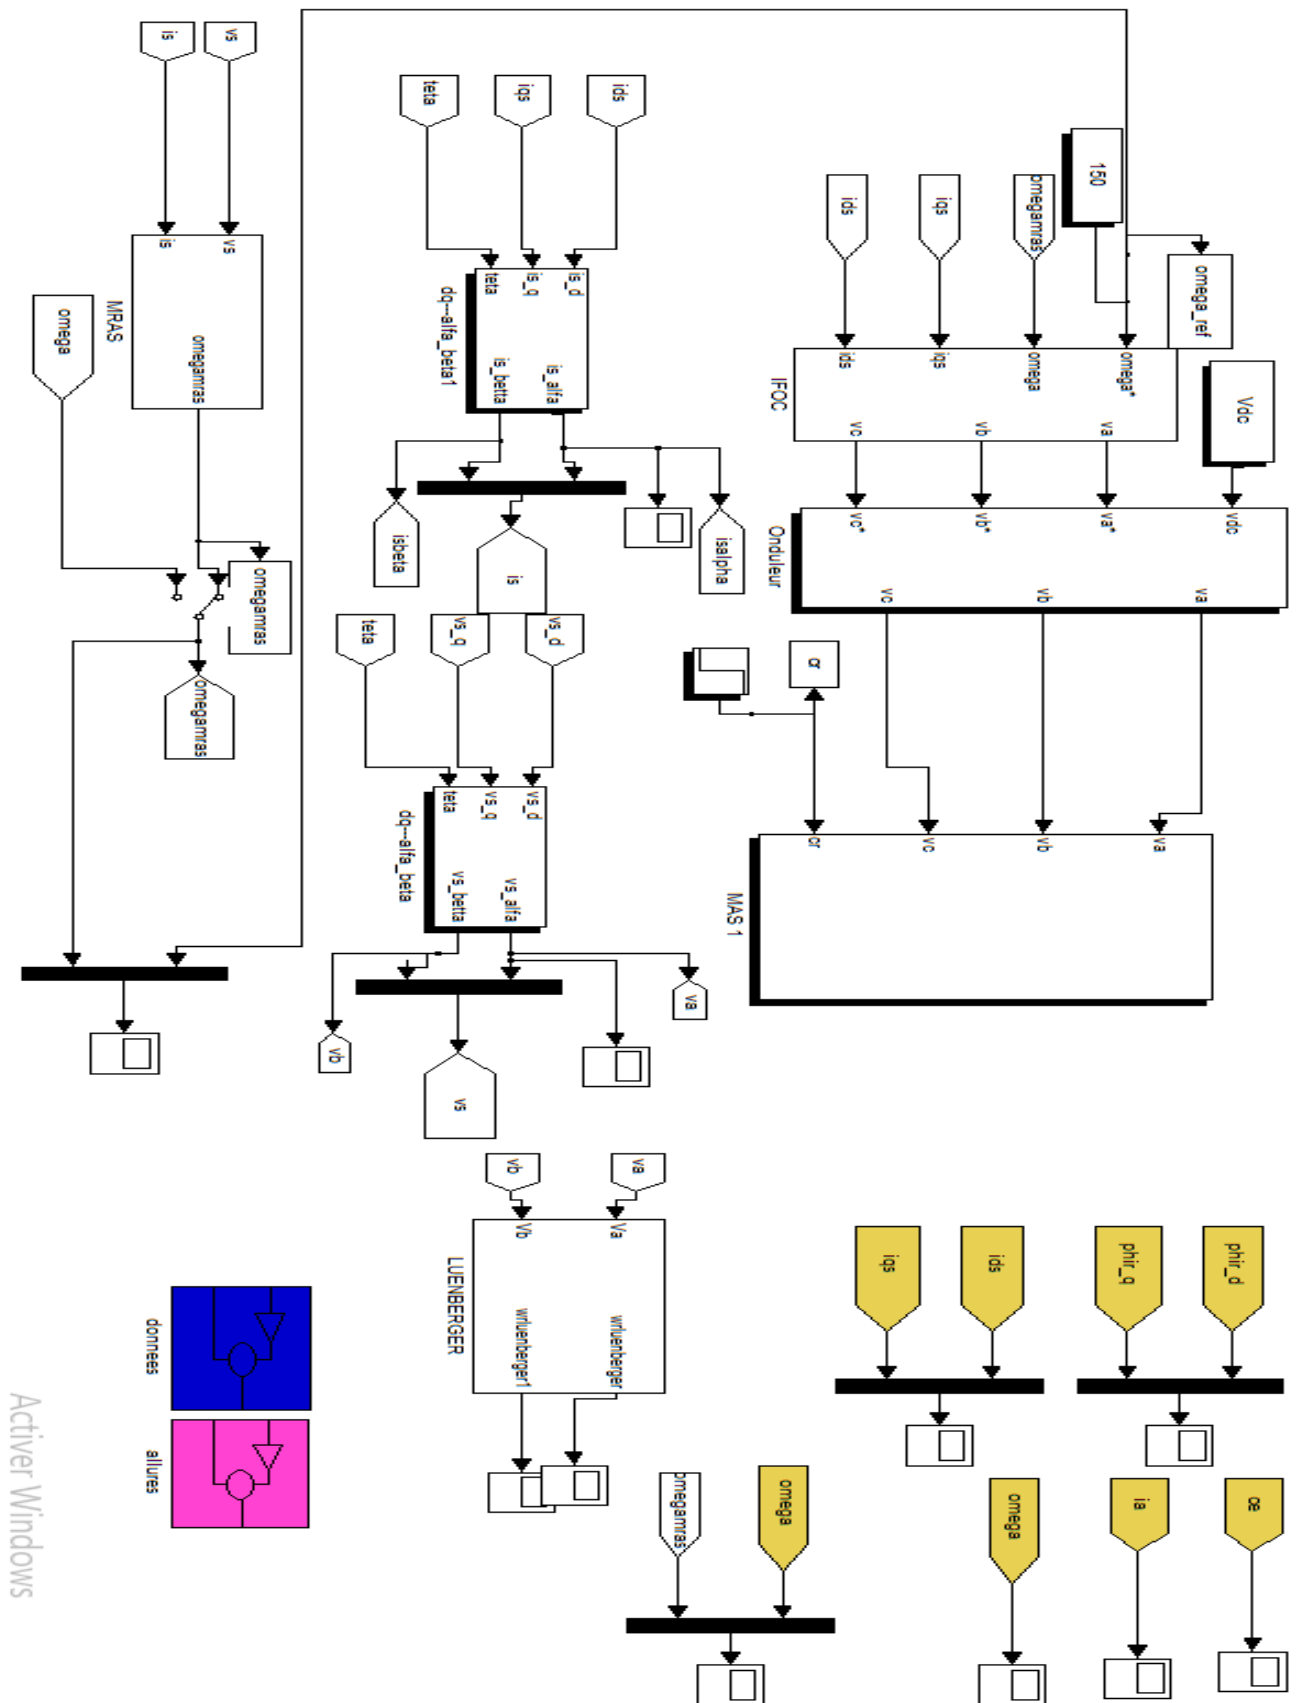 omega_ref
Vdc
vdc
va
va
phir_d
ce
150
omega*
va
va*
phir_q
ia
omegamras
omega
vb
vb*
vb
vb
ids
omega
iqs
iqs
ids
ids
vc
vc*
vc
vc
cr
cr
iqs
omega
IFOC
Onduleur
MAS 1
isalpha
va
omegamras
ids
is_d
is_alfa
vs_d
vs_d
vs_alfa
va
Va
wrluenberger
iqs
is_q
is_betta
is
vs_q
vs_q
vs_betta
vs
vb
Vb
wrluenberger1
teta
teta
dq---alfa_beta1
isbeta
teta
teta
dq---alfa_beta
vb
LUENBERGER
vs
vs
omegamras
omegamras
omegamras
is
is
MRAS
omega
donnees
allures
Activer Windows